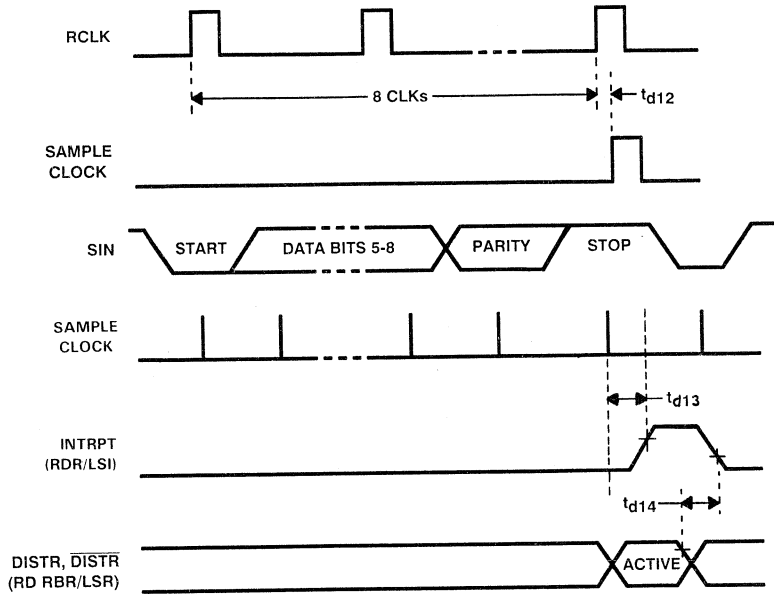 RCLK
8 CLKs
td12
SAMPLE
CLOCK
SIN
START
DATA BITS 5-8
PARITY
STOP
SAMPLE
CLOCK
td13
INTRPT
(RDR/LSI)
td14
DISTR, DISTR
(RD RBR/LSR)
ACTIVE